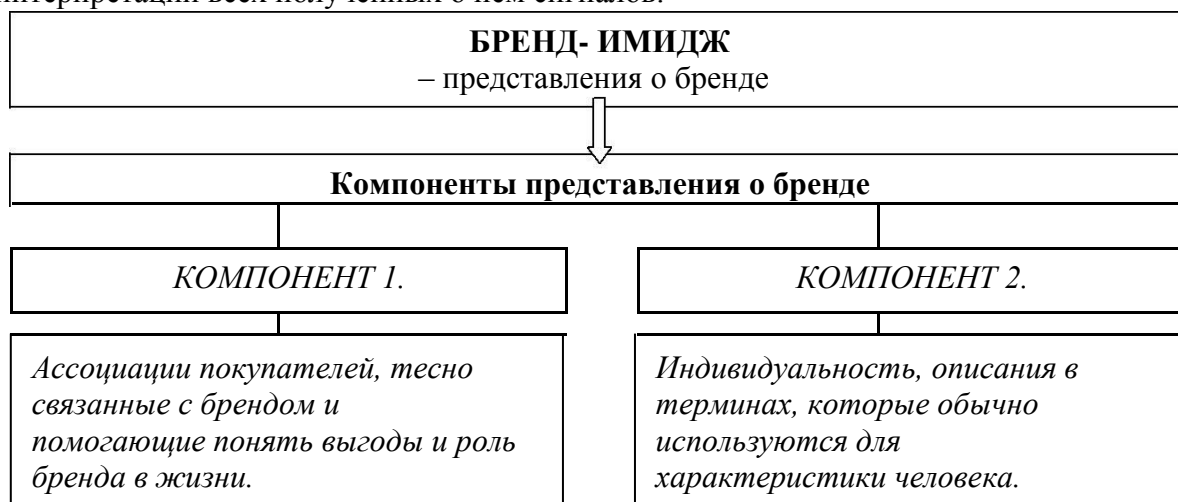 интерпретации всех полученных о нем сигналов.
БРЕНД- ИМИДЖ
– представления о бренде
Компоненты представления о бренде
КОМПОНЕНТ 1.
КОМПОНЕНТ 2.
Ассоциации покупателей, тесно
связанные с брендом и
помогающие понять выгоды и роль
бренда в жизни.
Индивидуальность, описания в
терминах, которые обычно
используются для
характеристики человека.